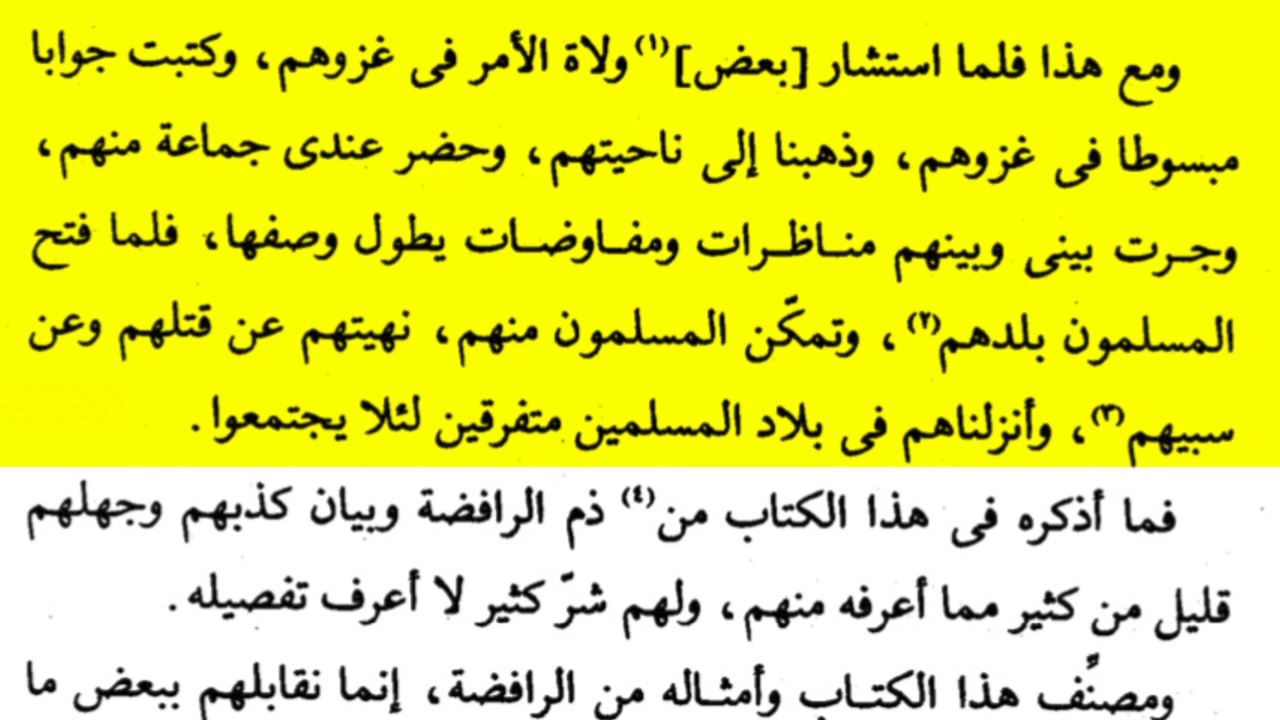 ومع هذا فلما استشار [بعض]⁽¹⁾ ولاة الأمر فى غزوهم، وكتبت جوابا
مبسوطا فى غزوهم، وذهبنا إلى ناحيتهم، وحضر عندى جماعة منهم،
وجرت بينى وبينهم مناظرات ومفاوضات يطول وصفها، فلما فتح
المسلمون بلدهم(٢)، وتمكّن المسلمون منهم، نهيتهم عن قتلهم وعن
سبيهم(٣)، وأنزلناهم فى بلاد المسلمين متفرقين لئلا يجتمعوا.
فما أذكره فى هذا الكتاب من(٤) ذم الرافضة وبيان كذبهم وجهلهم
قليل من كثير مما أعرفه منهم، ولهم شرّ كثير لا أعرف تفصيله.
ومصنِّف هذا الكتاب وأمثاله من الرافضة، إنما نقابلهم ببعض ما